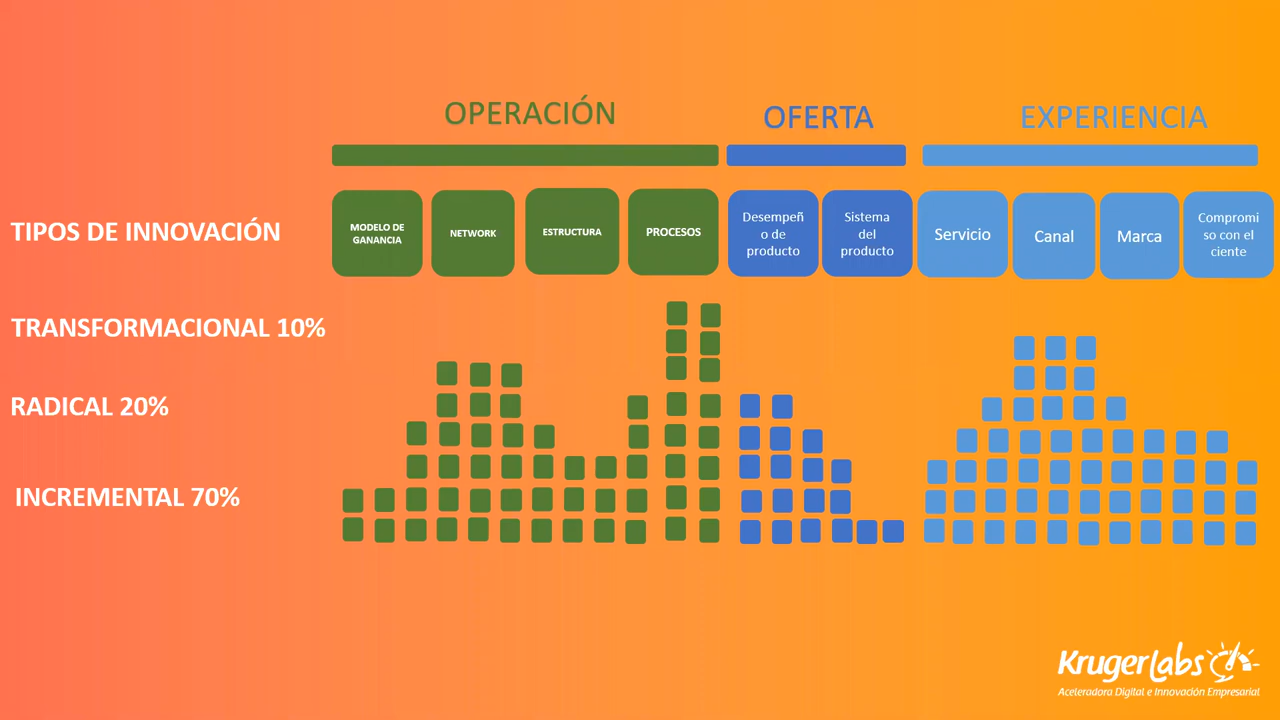 OPERACIÓN
OFERTA
EXPERIENCIA
TIPOS DE INNOVACIÓN
MODELO DE
GANANCIA
NETWORK
ESTRUCTURA
PROCESOS
Desempeñ
o de
producto
Sistema
del
producto
Servicio
Canal
Marca
Compromi
so con el
ciente
TRANSFORMACIONAL 10%
RADICAL 20%
INCREMENTAL 70%
KrugerLabs
Aceleradora Digital e Innovación Empresarial